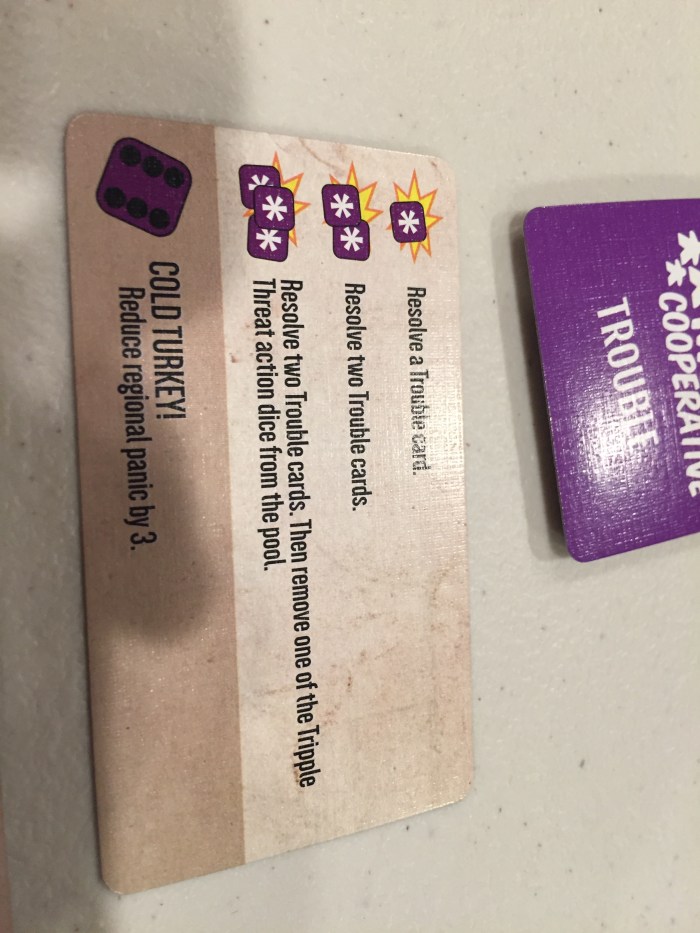 Resolve a Trouble card.
Resolve two Trouble cards.
Resolve two Trouble cards. Then remove one of the Tripple
Threat action dice from the pool.
COLD TURKEY!
Reduce regional panic by 3.
COOPERATIVE
TROUBLE